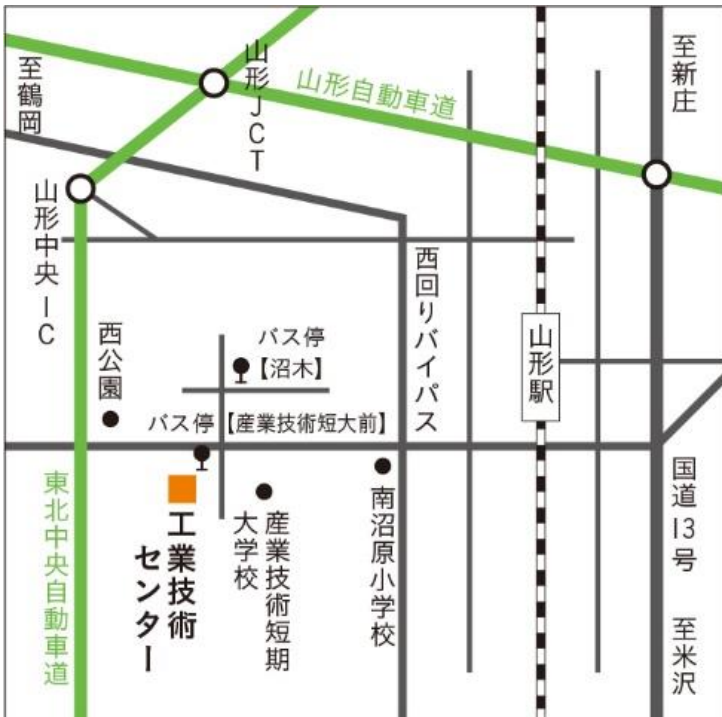 至新庄
山形JCT
山形自動車道
至鶴岡
山形中央IC
西回りバイパス
山形駅
バス停
【沼木】
西公園
バス停【産業技術短大前】
国道13号
南沼原小学校
産業技術短期
大学校
工業技術
センター
東北中央自動車道
至米沢